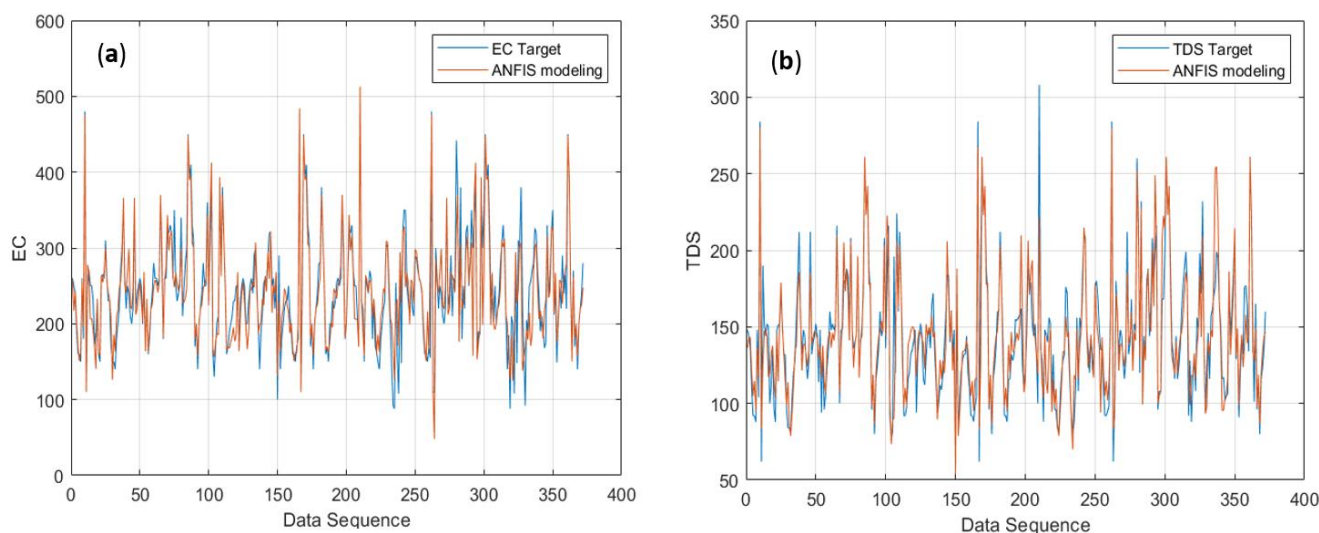 (a)
EC Target
ANFIS modeling
600
500
400
300
200
100
0
EC
0 50 100 150 200 250 300 350 400
Data Sequence
(b)
TDS Target
ANFIS modeling
350
300
250
200
150
100
50
TDS
0 50 100 150 200 250 300 350 400
Data Sequence